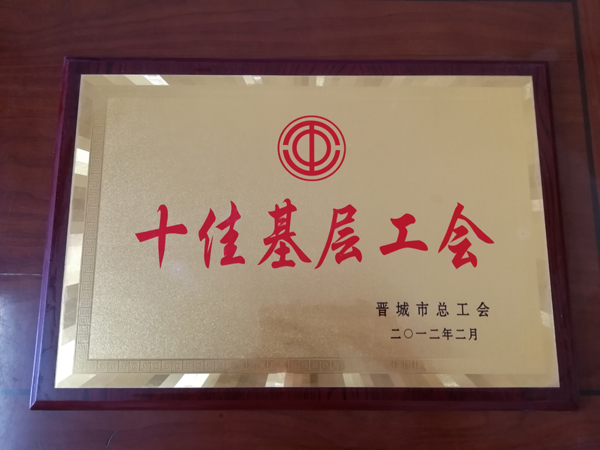 十佳基层工会
晋城市总工会
二〇一二年二月